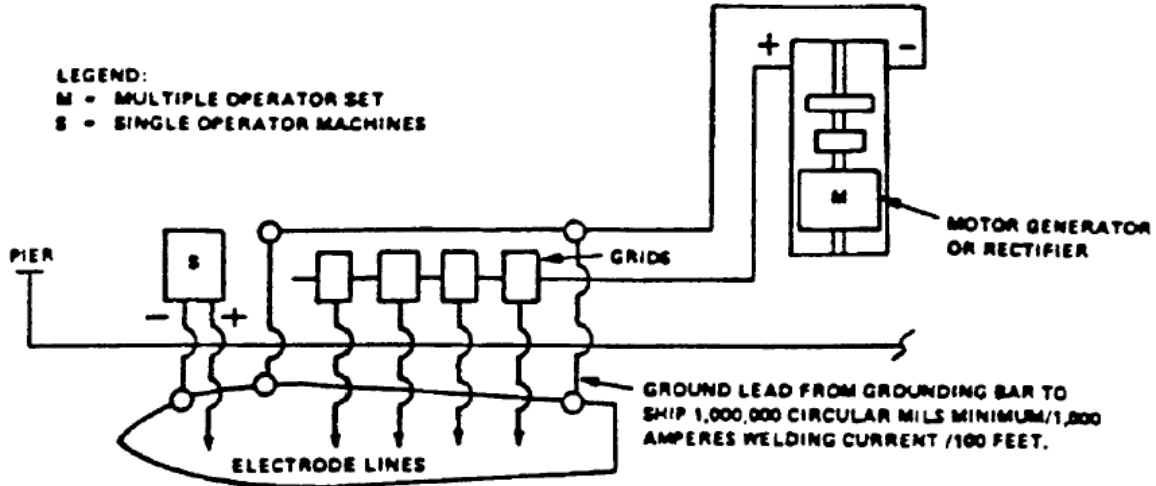 LEGEND:
M = MULTIPLE OPERATOR SET
S = SINGLE OPERATOR MACHINES
+ -
M
MOTOR GENERATOR
OR RECTIFIER
PIER
S
GRIDS
- +
GROUND LEAD FROM GROUNDING BAR TO
SHIP 1,000,000 CIRCULAR MILS MINIMUM/1,000
AMPERES WELDING CURRENT /100 FEET.
ELECTRODE LINES